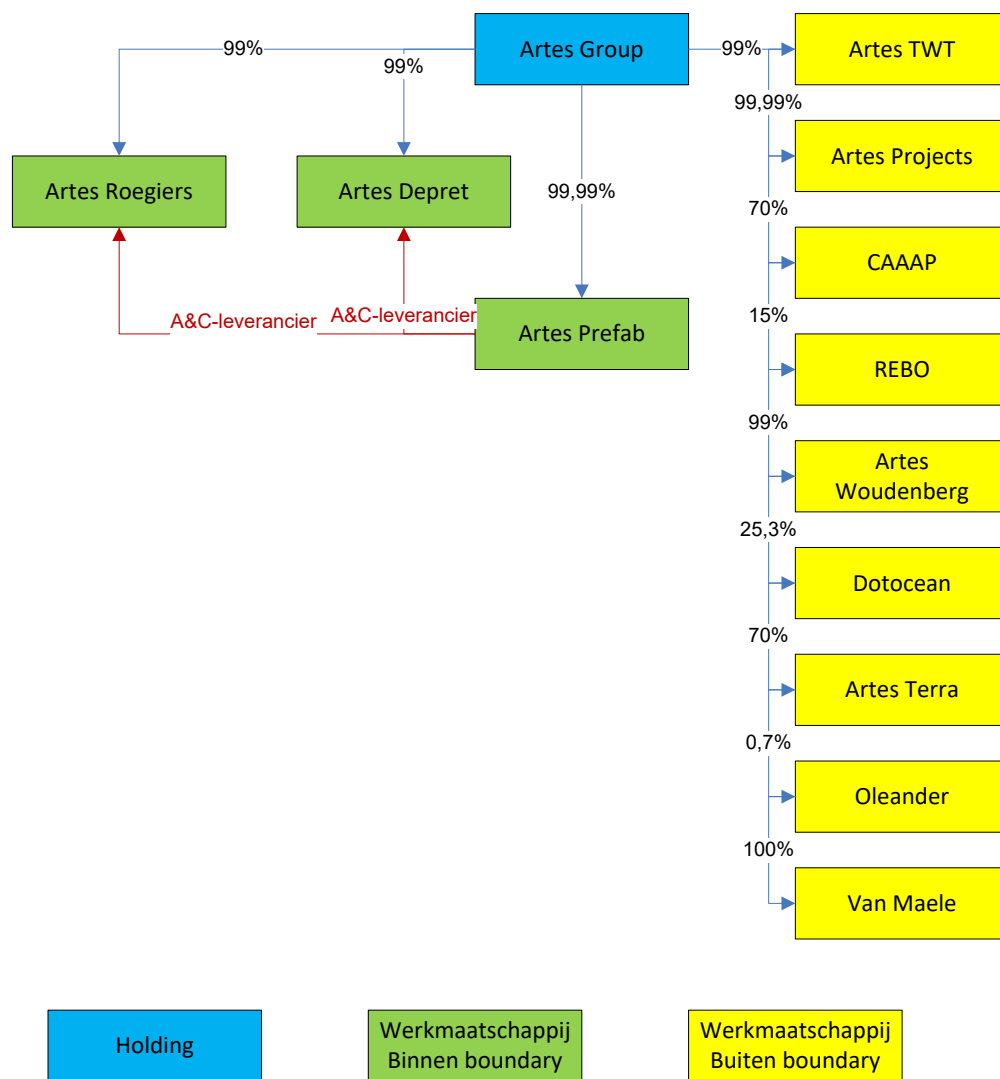 99%
99%
Artes Group
99%
Artes TWT
99,99%
Artes Roegiers
Artes Depret
99,99%
Artes Projects
70%
CAAAP
A&C-leverancier
A&C-leverancier
Artes Prefab
15%
REBO
99%
Artes
Woudenberg
25,3%
Dotocean
70%
Artes Terra
0,7%
Oleander
100%
Van Maele
Holding
Werkmaatschappij
Binnen boundary
Werkmaatschappij
Buiten boundary